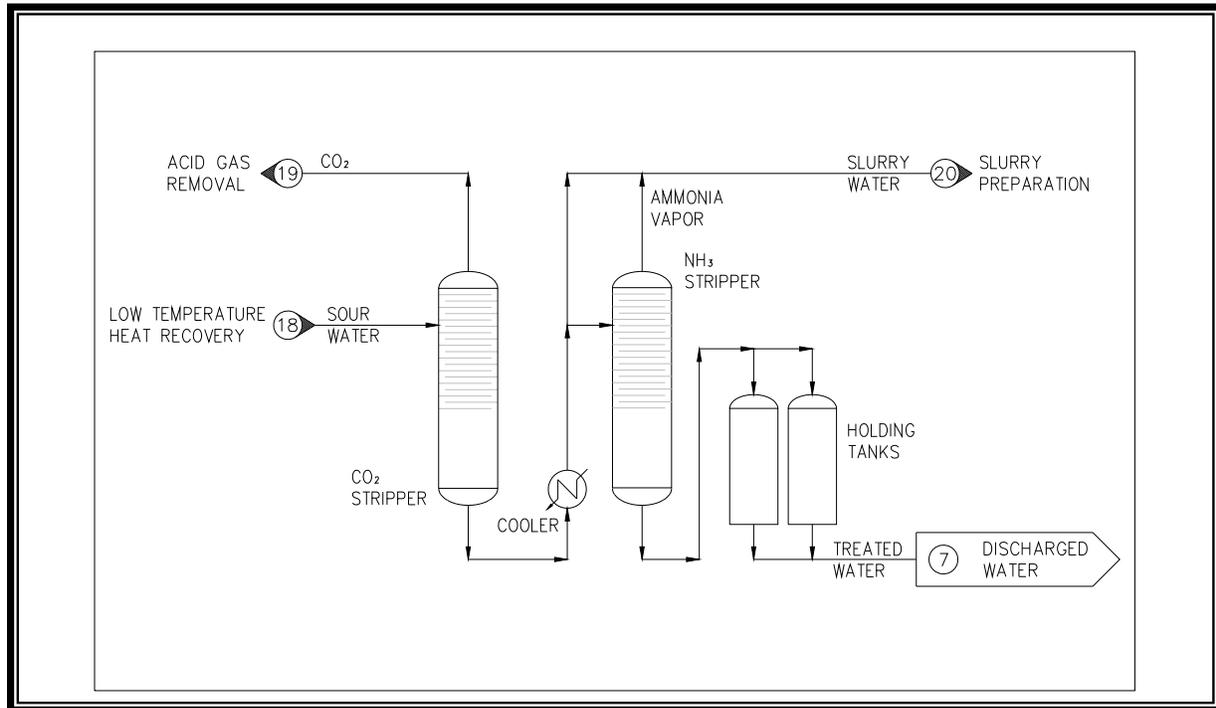 ACID GAS
REMOVAL
19
CO₂
SLURRY
WATER
20
SLURRY
PREPARATION
AMMONIA
VAPOR
NH₃
STRIPPER
LOW TEMPERATURE
HEAT RECOVERY
18
SOUR
WATER
HOLDING
TANKS
CO₂
STRIPPER
COOLER
TREATED
WATER
7
DISCHARGED
WATER